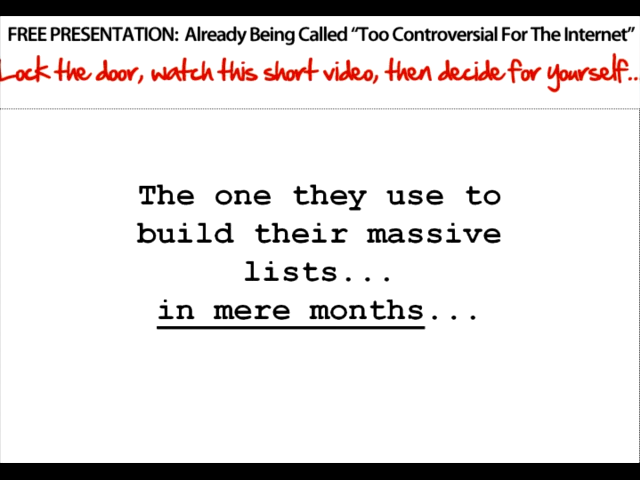 FREE PRESENTATION: Already Being Called “Too Controversial For The Internet”
Lock the door, watch this short video, then decide for yourself...
The one they use to
build their massive
lists...
in mere months...